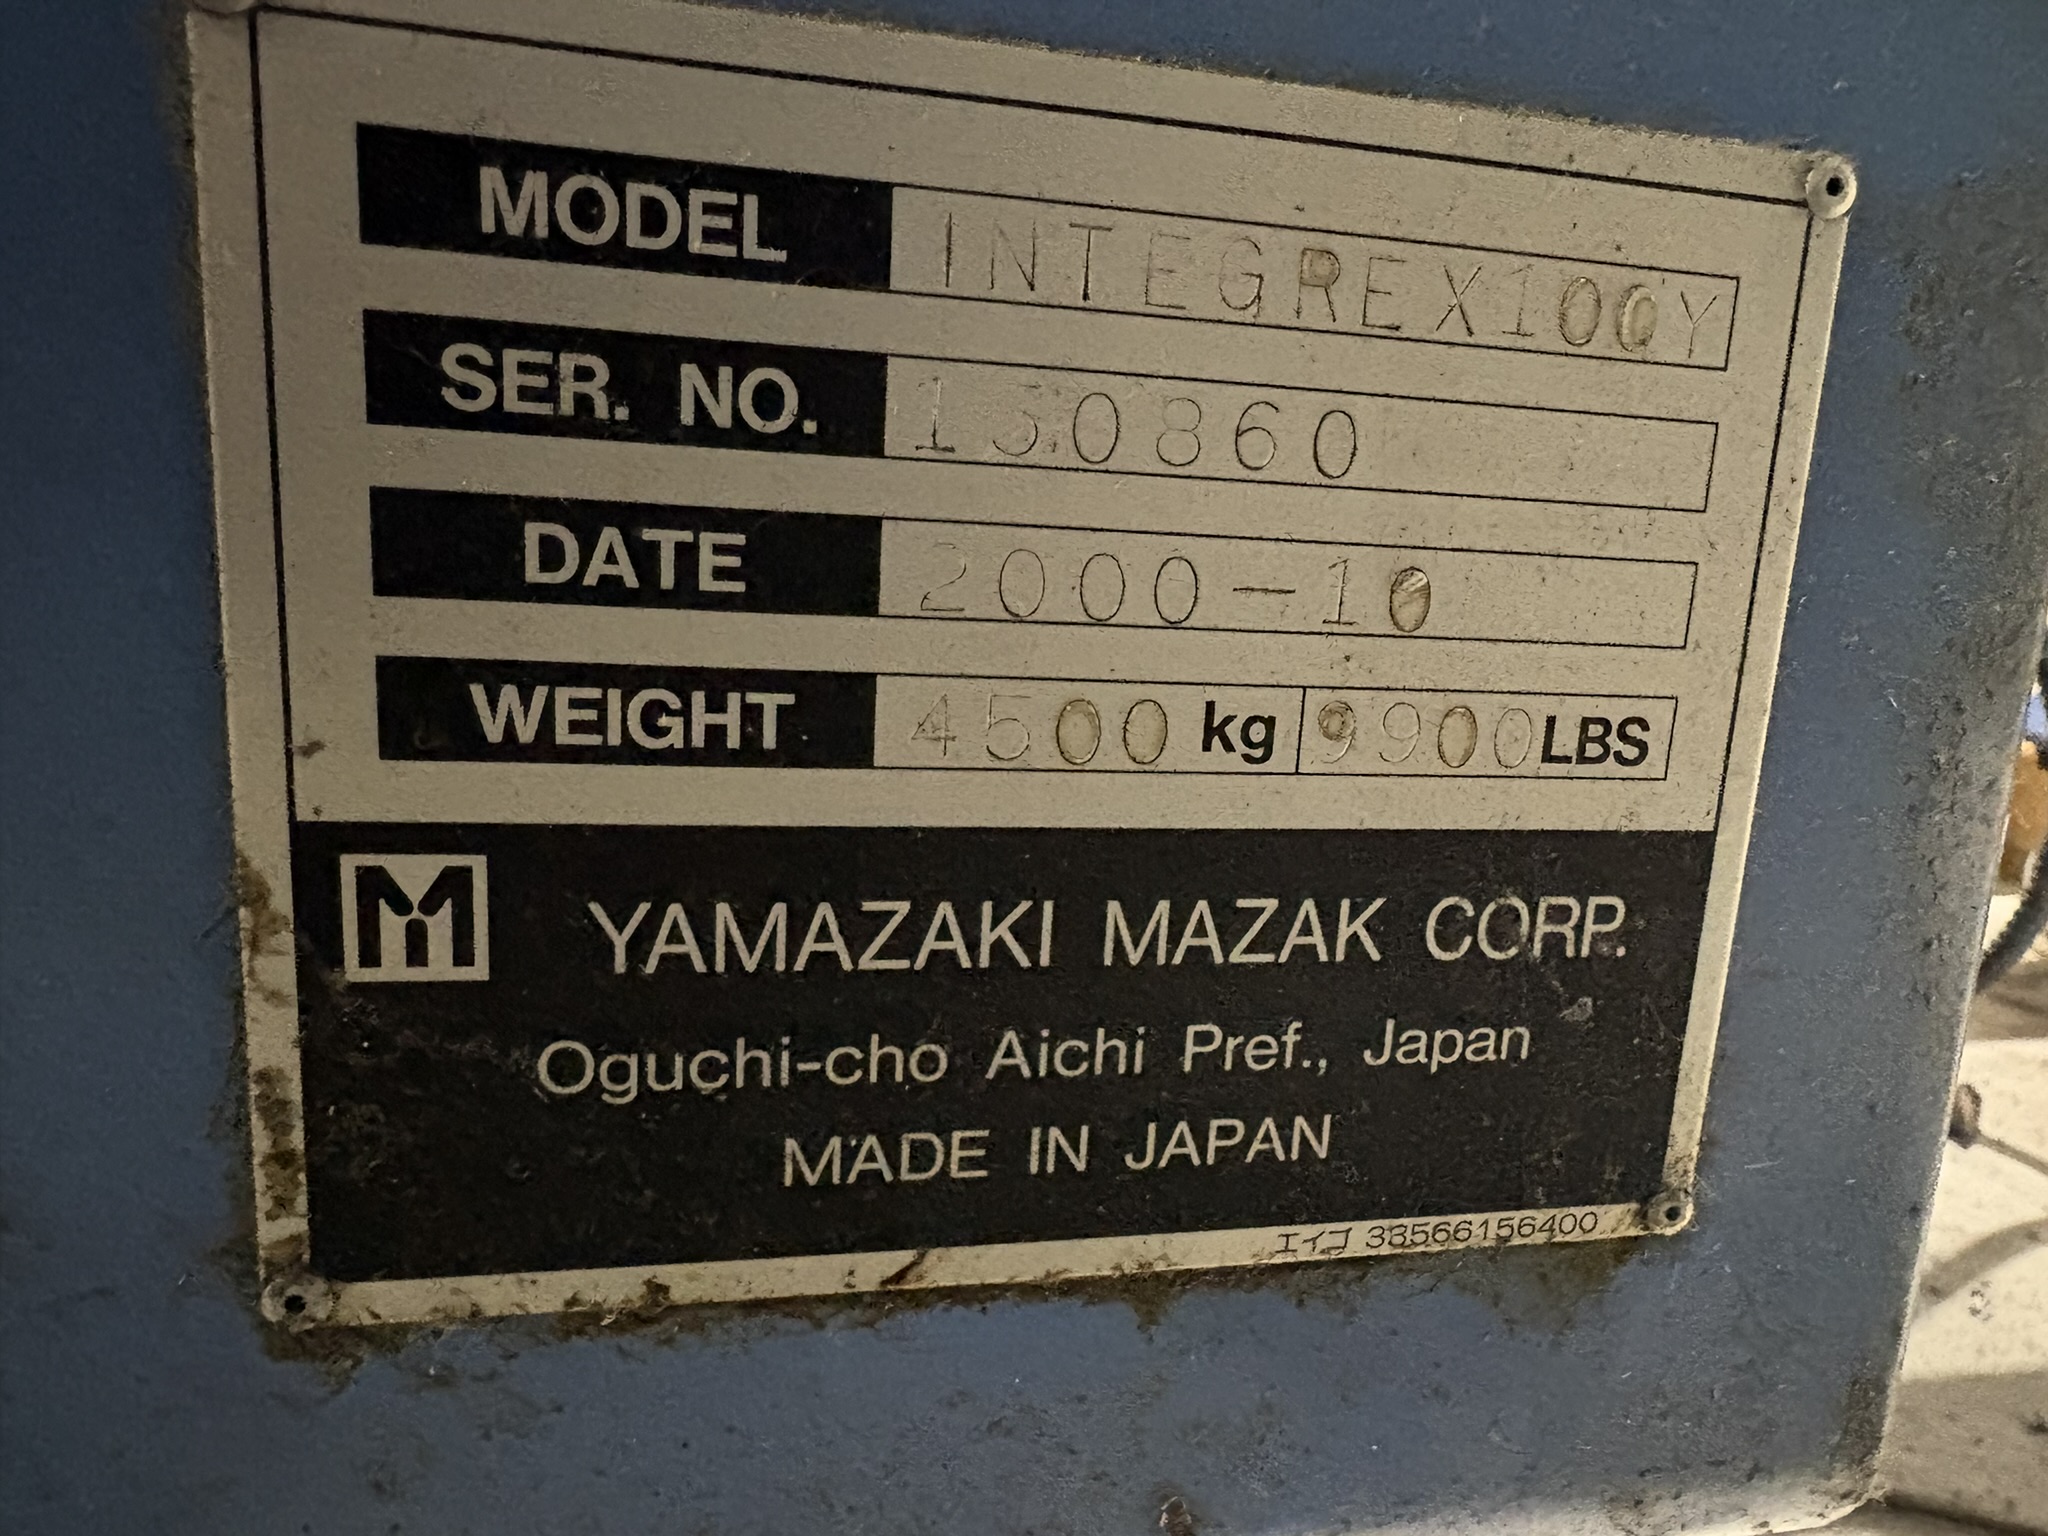 MODEL INTEGREX100Y
SER. NO.
DATE 2000-10
WEIGHT 4500 kg 9900 LBS
YAMAZAKI MAZAK CORP.
Oguchi-cho Aichi Pref., Japan
MADE IN JAPAN
エイコ 38566156400